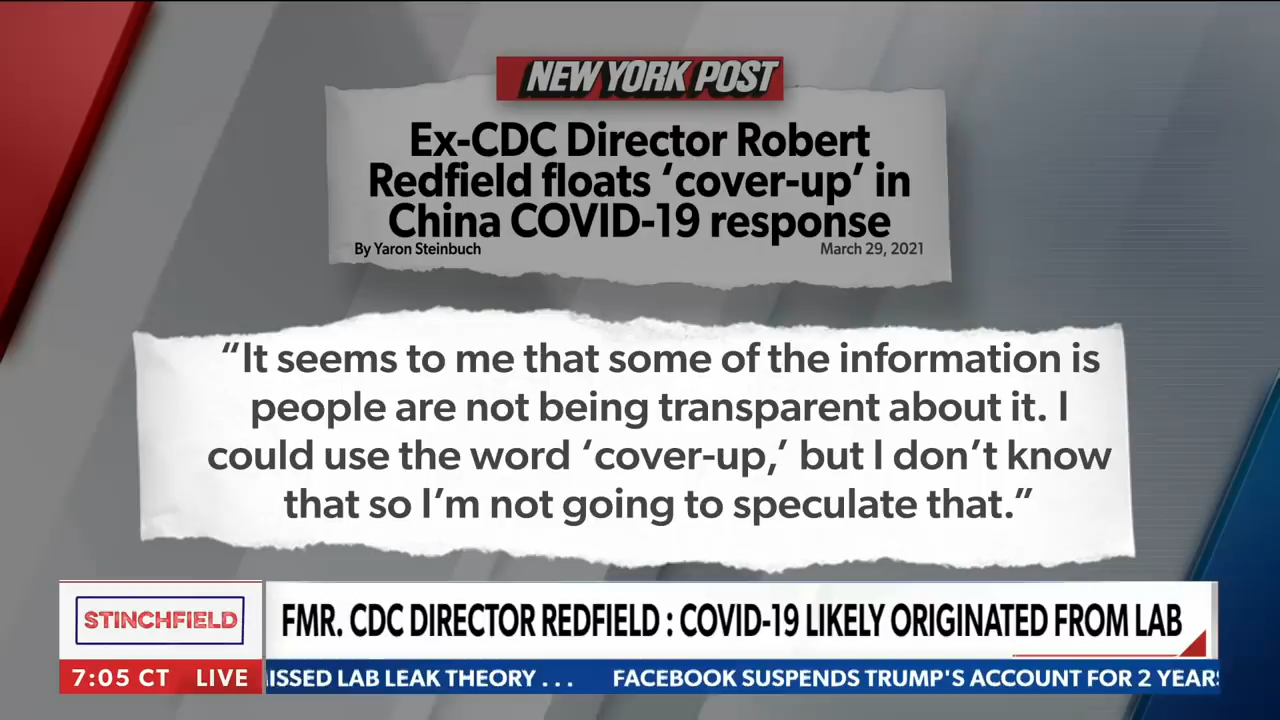 NEW YORK POST
Ex-CDC Director Robert
Redfield floats ‘cover-up’ in
China COVID-19 response
By Yaron Steinbuch
March 29, 2021
“It seems to me that some of the information is
people are not being transparent about it. I
could use the word ‘cover-up,’ but I don’t know
that so I’m not going to speculate that.”
STINCHFIELD
FMR. CDC DIRECTOR REDFIELD : COVID-19 LIKELY ORIGINATED FROM LAB
7:05 CT LIVE
ISSED LAB LEAK THEORY . . . FACEBOOK SUSPENDS TRUMP'S ACCOUNT FOR 2 YEARS